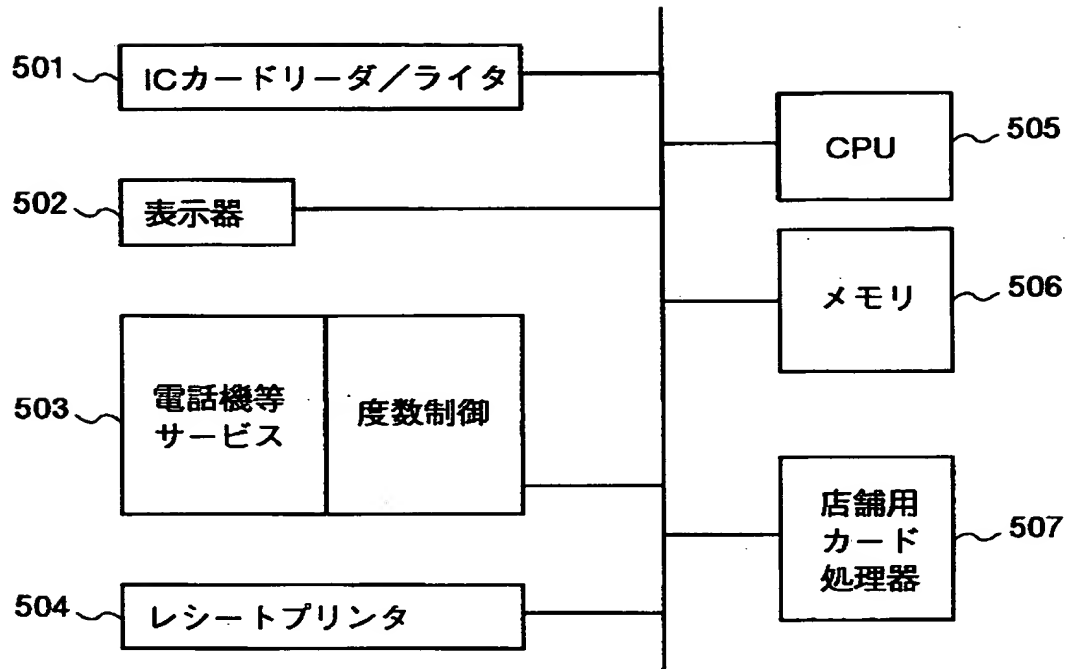 501
ICカードリーダ／ライタ
502
表示器
503
電話機等
サービス
度数制御
504
レシートプリンタ
CPU
505
メモリ
506
店舗用
カード
処理器
507